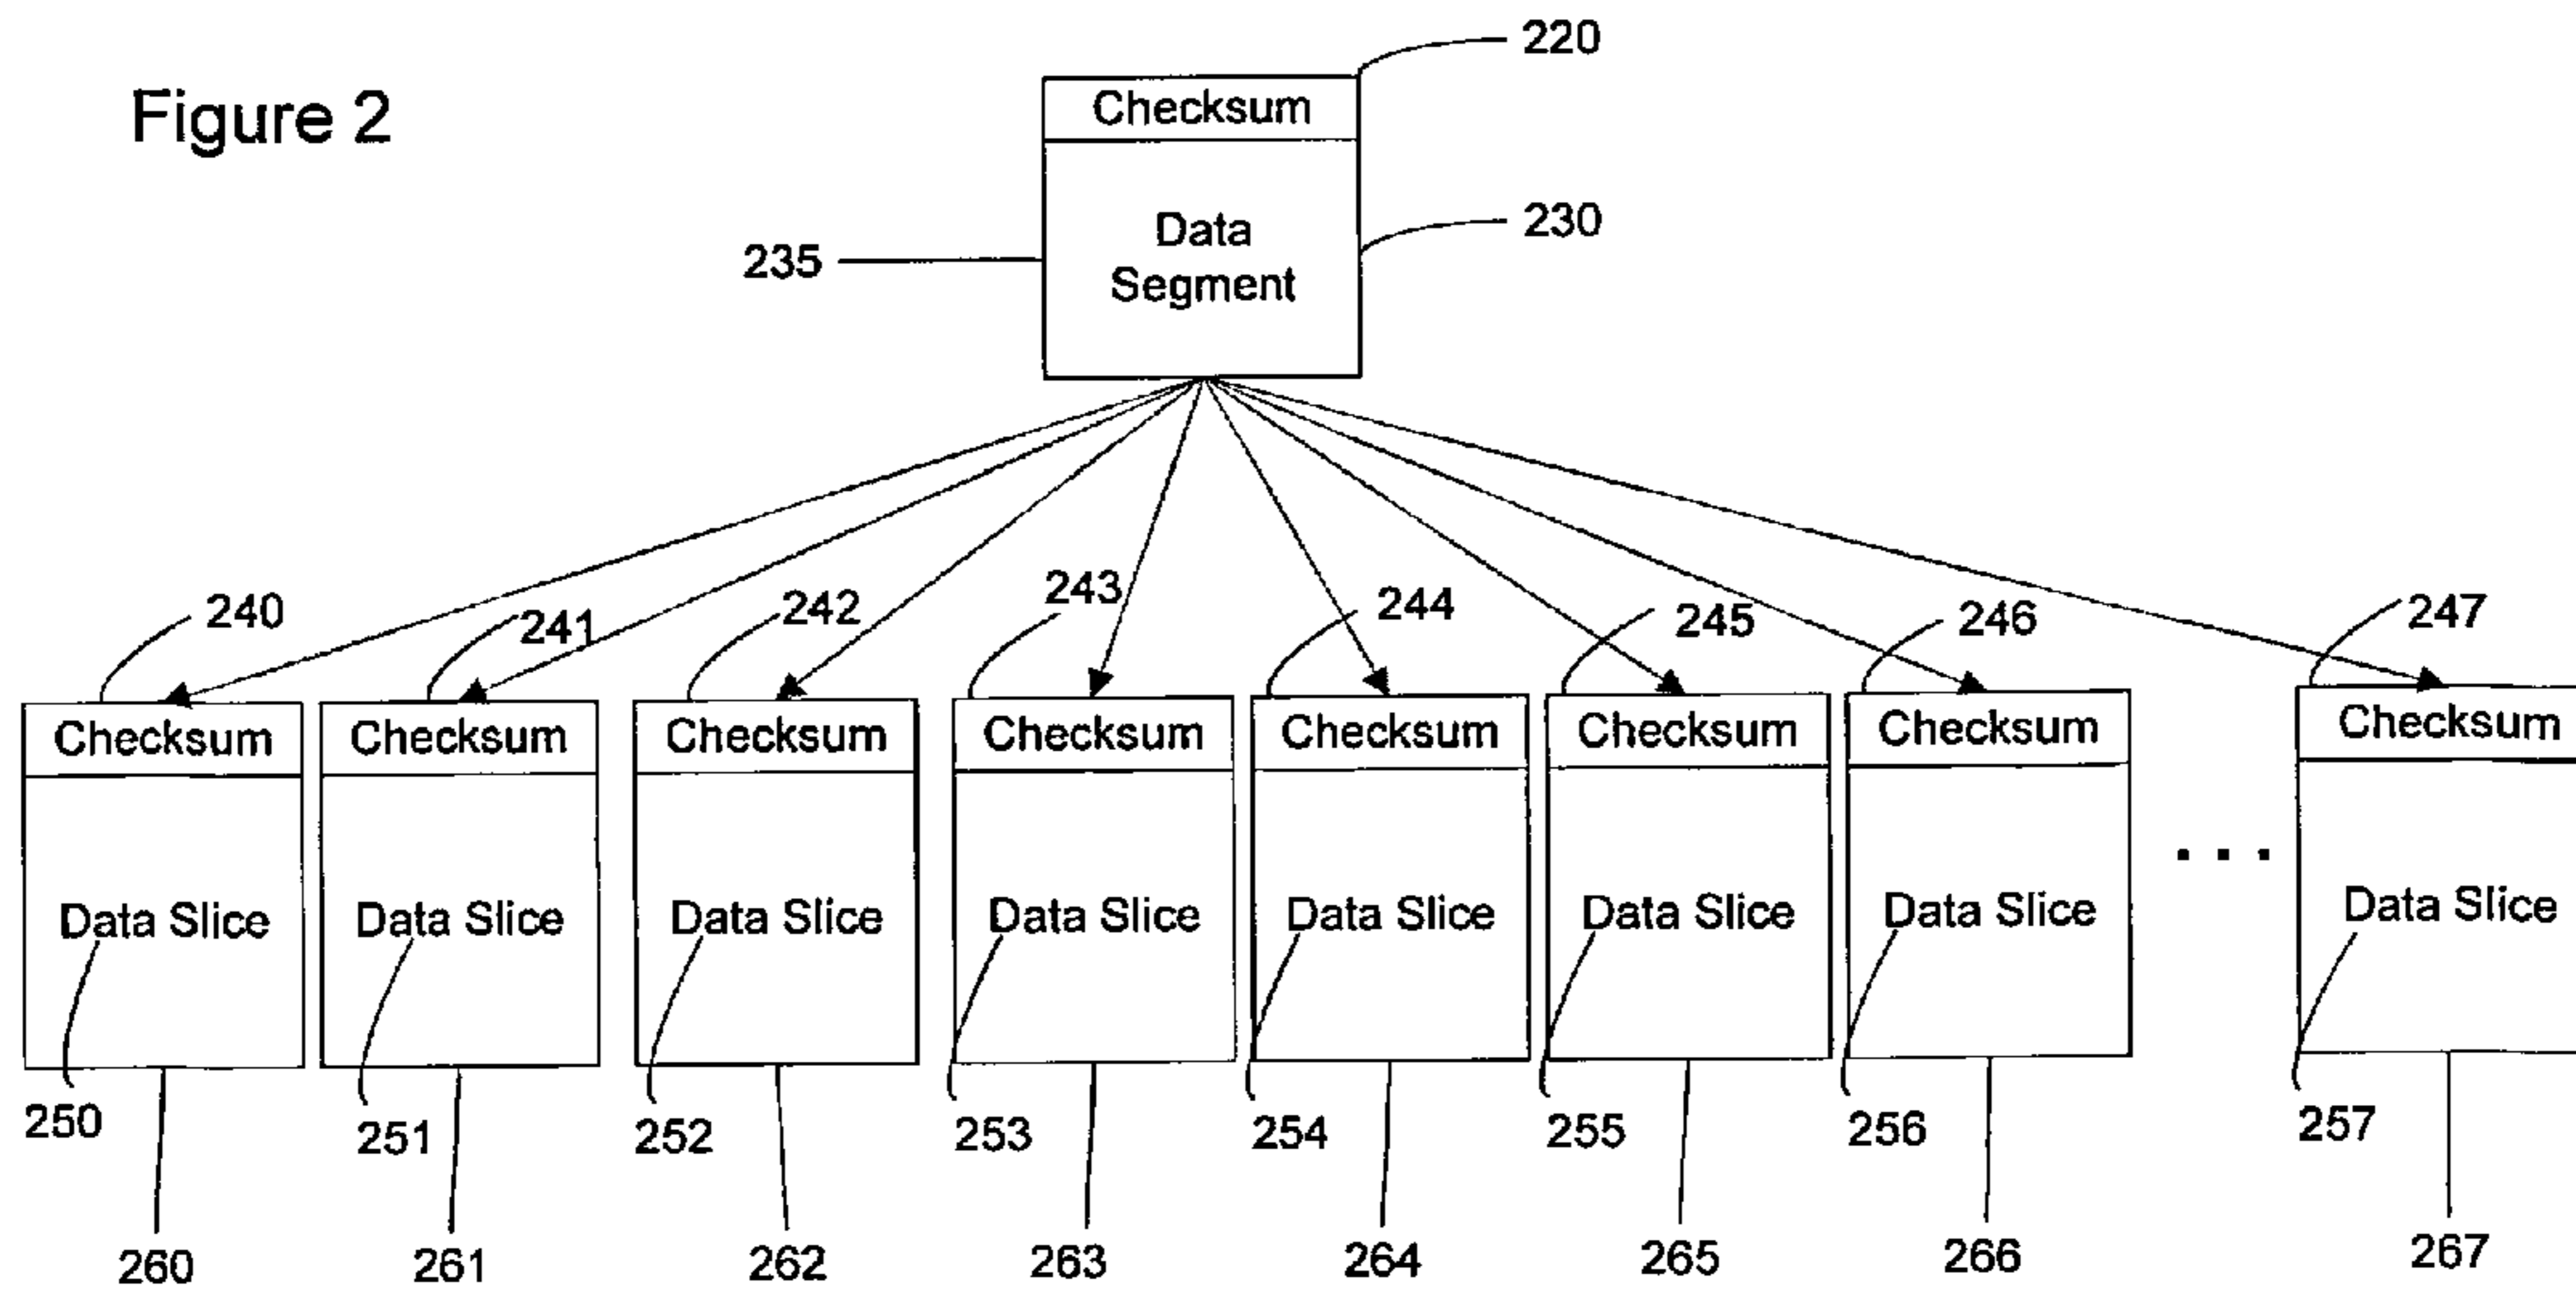 Figure 2
220
Checksum
Data
Segment
230
235
240
241
242
243
244
245
246
247
Checksum Checksum Checksum Checksum Checksum Checksum Checksum Checksum
Data Slice Data Slice Data Slice Data Slice Data Slice Data Slice Data Slice . . . Data Slice
250 251 252 253 254 255 256 257
260 261 262 263 264 265 266 267